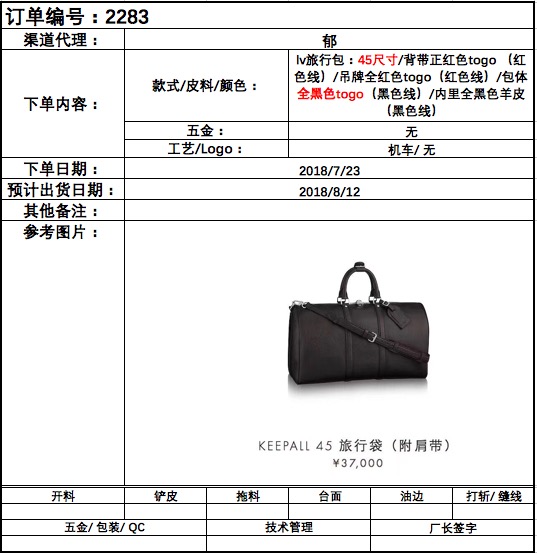 订单编号：2283
渠道代理：
郁
下单内容：
款式/皮料/颜色：
lv旅行包：45尺寸/背带正红色togo （红
色线）/吊牌全红色togo（红色线）/包体
全黑色togo（黑色线）/内里全黑色羊皮
（黑色线）
五金：
无
工艺/Logo：
机车/ 无
下单日期：
2018/7/23
预计出货日期：
2018/8/12
其他备注：
参考图片：
KEEPALL 45 旅行袋（附肩带）
¥37,000
开料
铲皮
拖料
台面
油边
打斩/ 缝线
五金/ 包装/ QC
技术管理
厂长签字